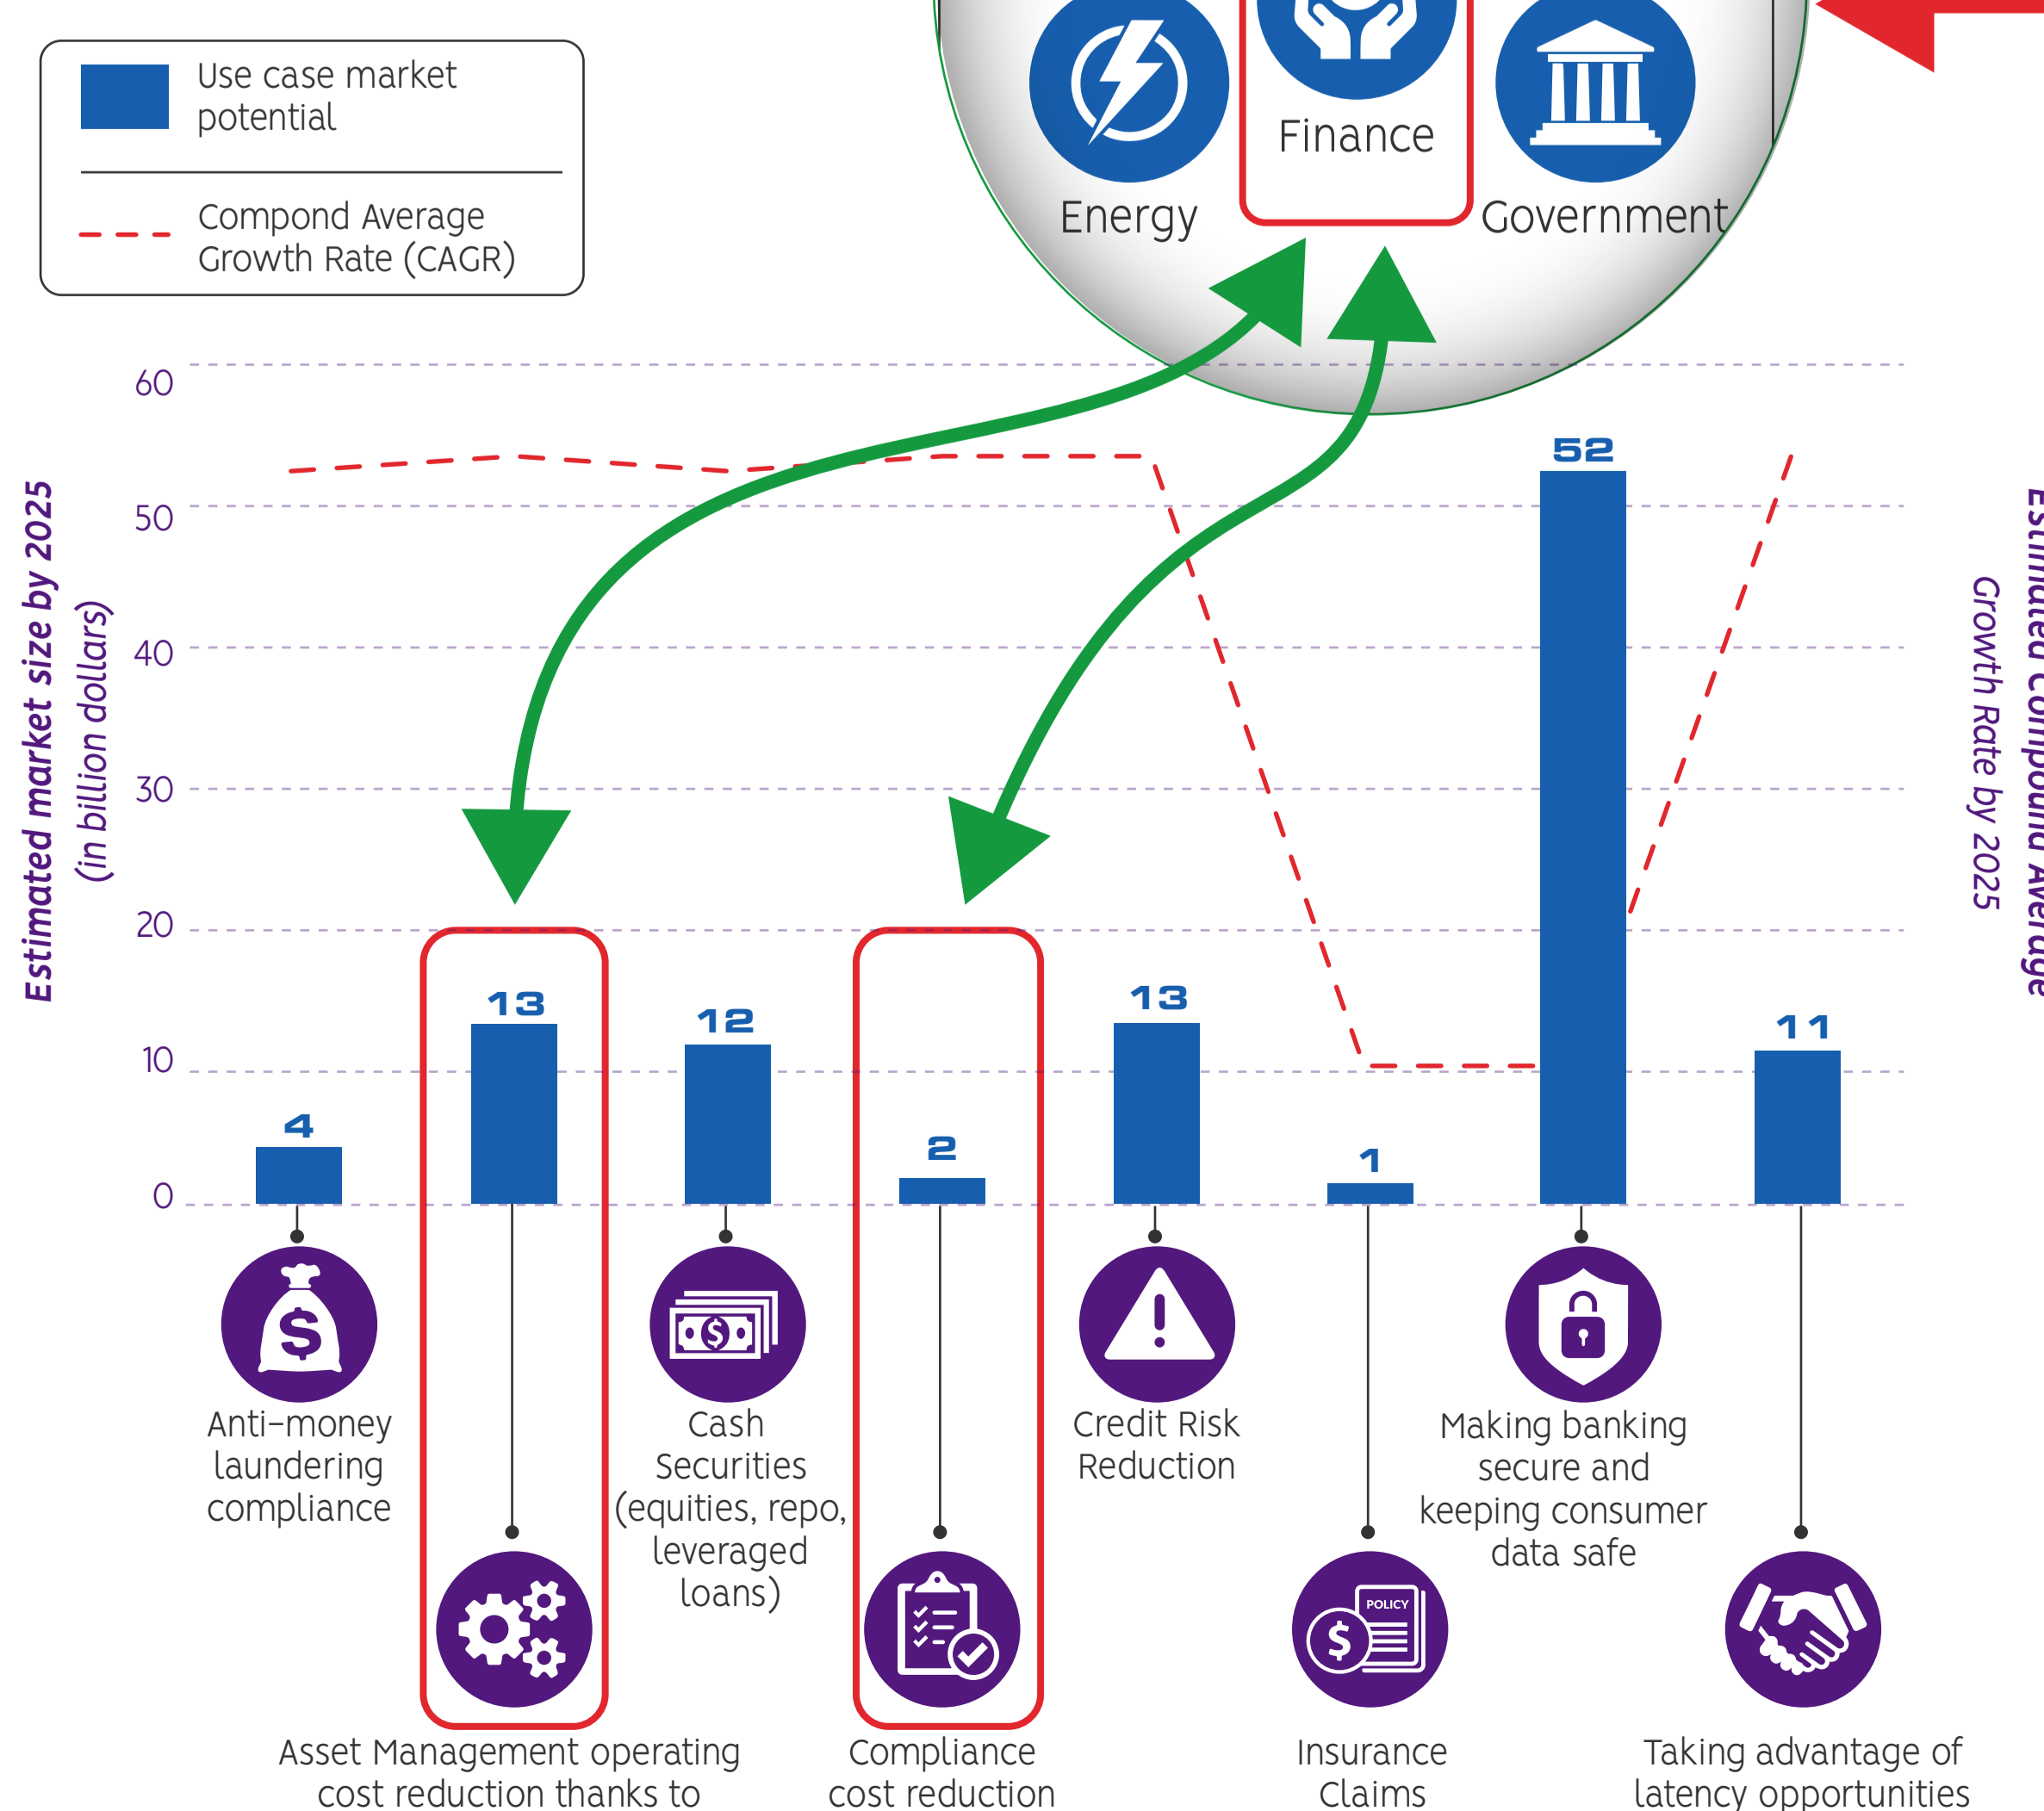 Use case market
potential
Compond Average
Growth Rate (CAGR)
Energy
Finance
Government
Estimated market size by 2025
(in billion dollars)
Estimated Compound Average
Growth Rate by 2025
60
50
40
30
20
10
0
4
13
12
2
13
1
52
11
$
$
POLICY
$
Anti-money
laundering
compliance
Cash
Securities
(equities, repo,
leveraged
loans)
Credit Risk
Reduction
Making banking
secure and
keeping consumer
data safe
Asset Management operating
cost reduction thanks to
Compliance
cost reduction
Insurance
Claims
Taking advantage of
latency opportunities